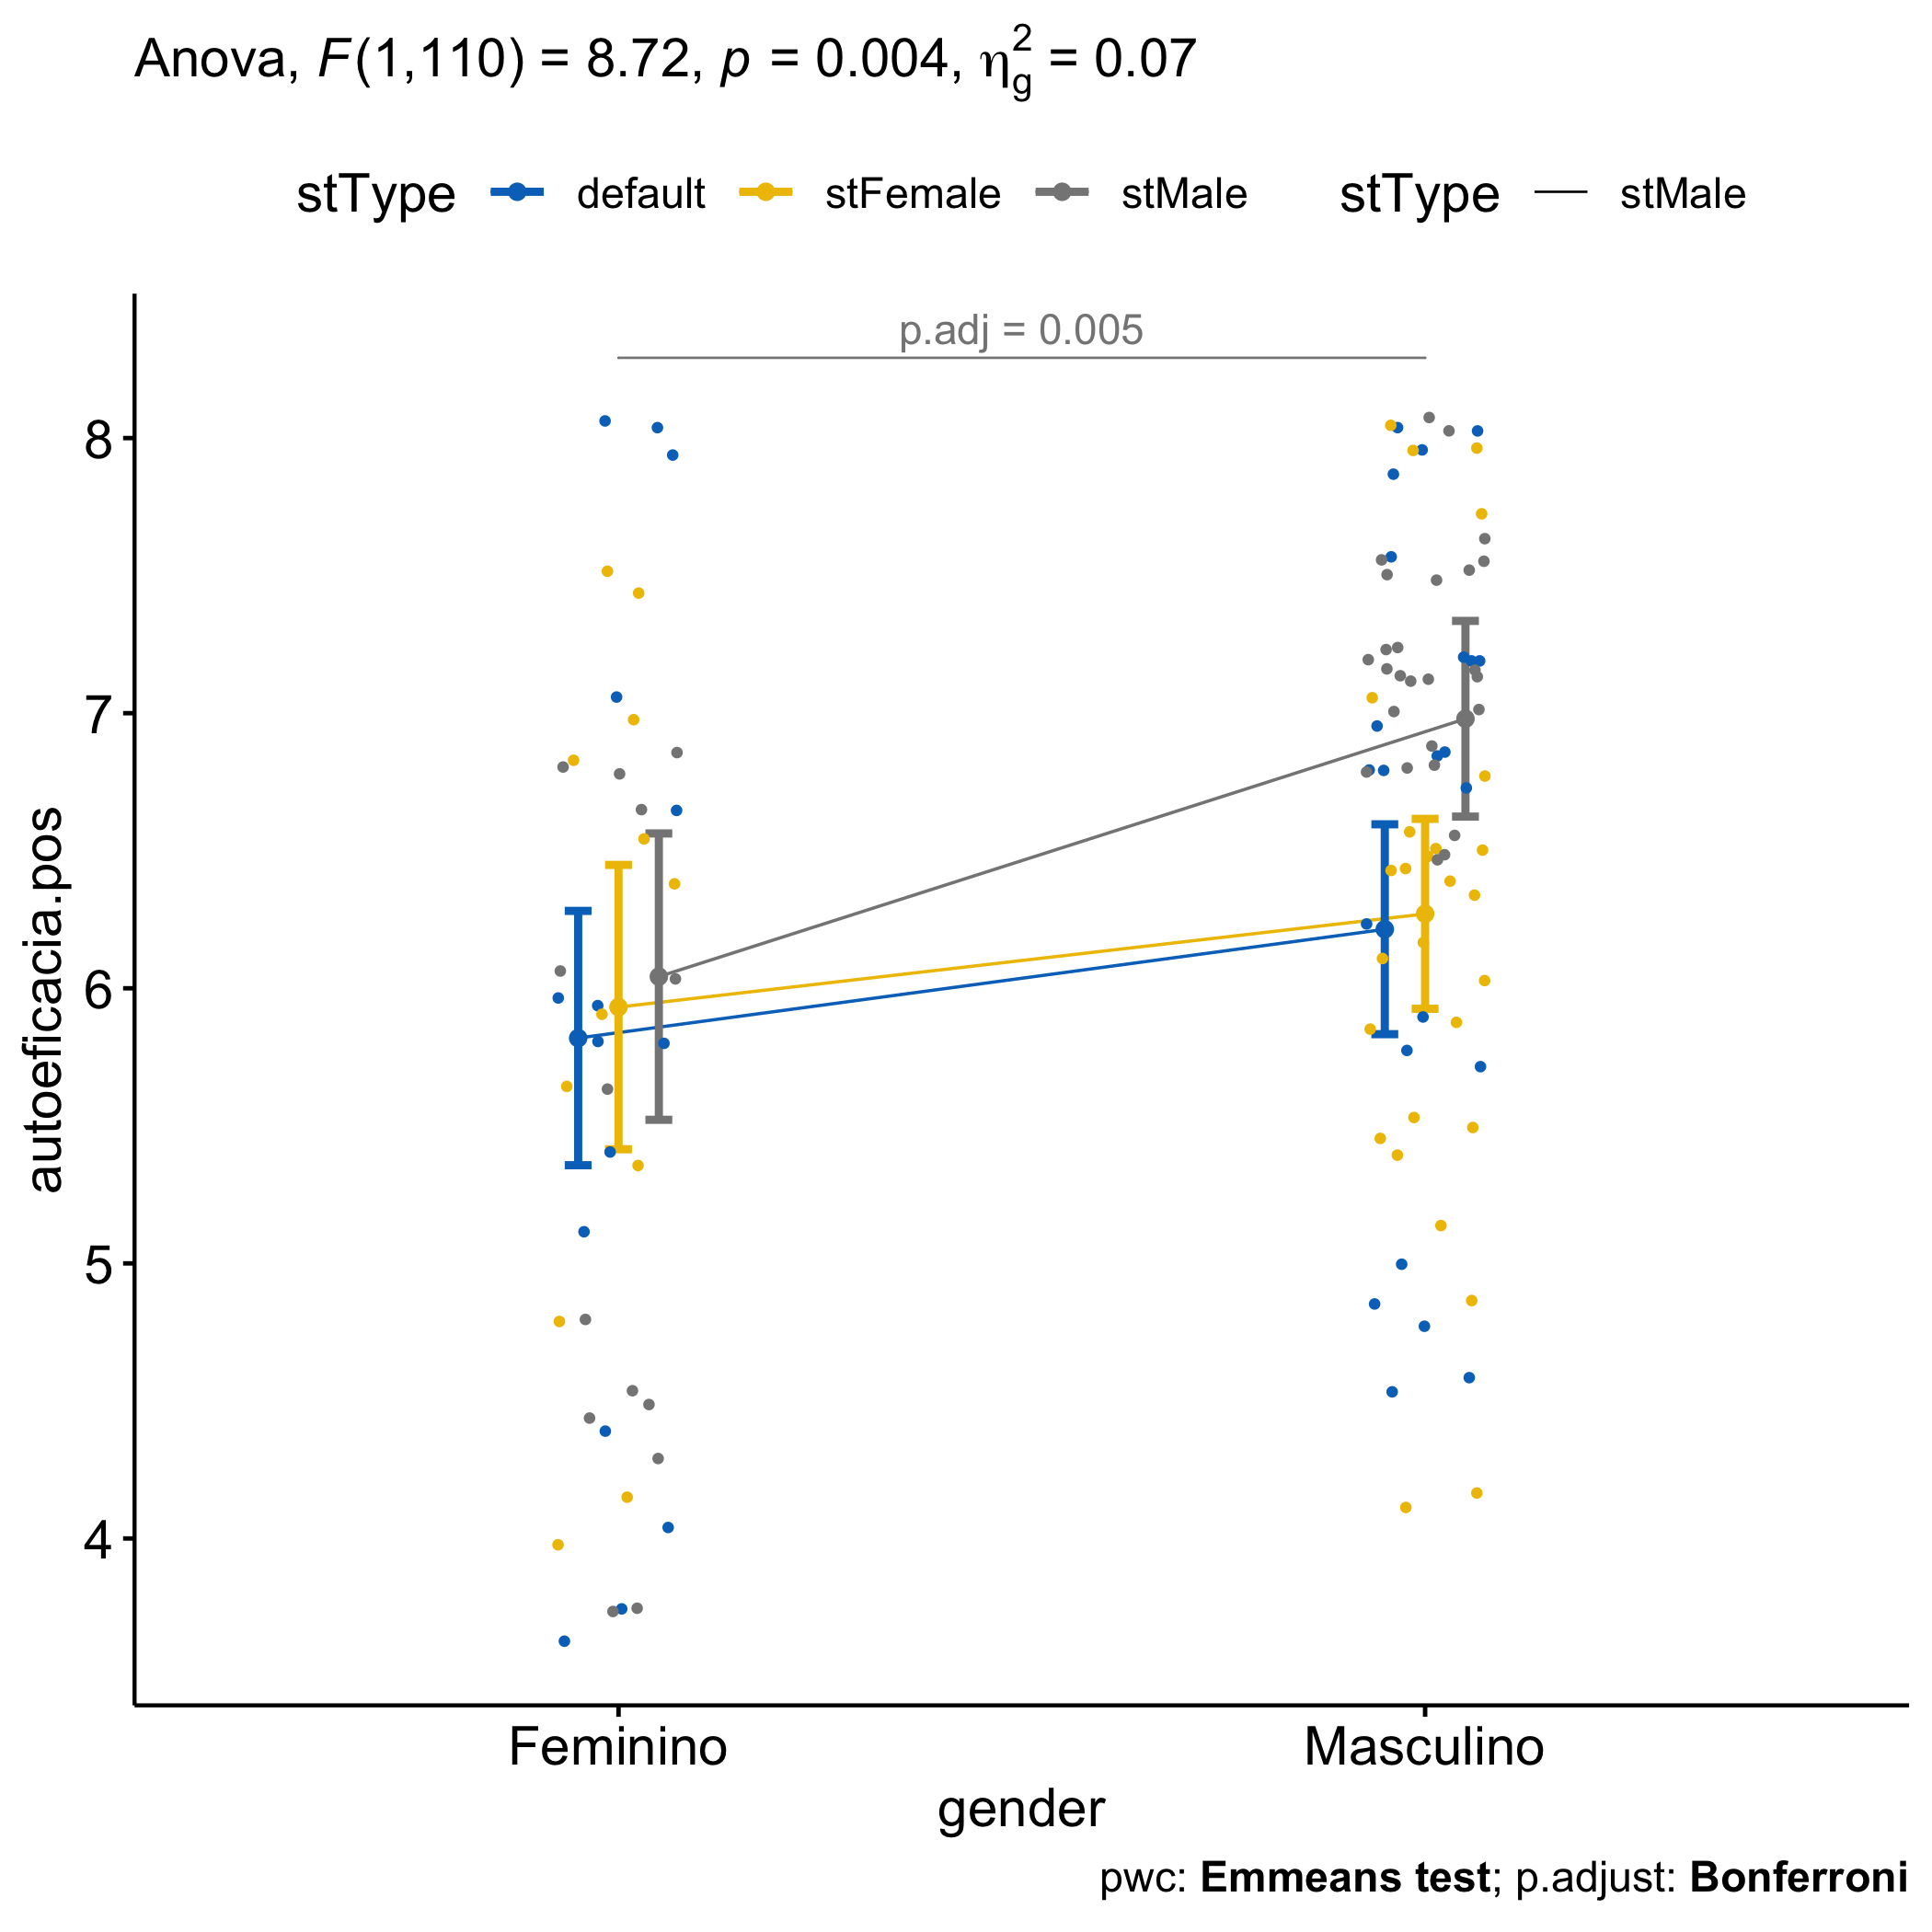 Anova, F(1,110) = 8.72, p = 0.004, η²g = 0.07
stType default stFemale stMale stType stMale
p.adj = 0.005
8
7
6
5
4
autoeficacia.pos
Feminino Masculino
gender
pwc: Emmeans test; p.adjust: Bonferroni